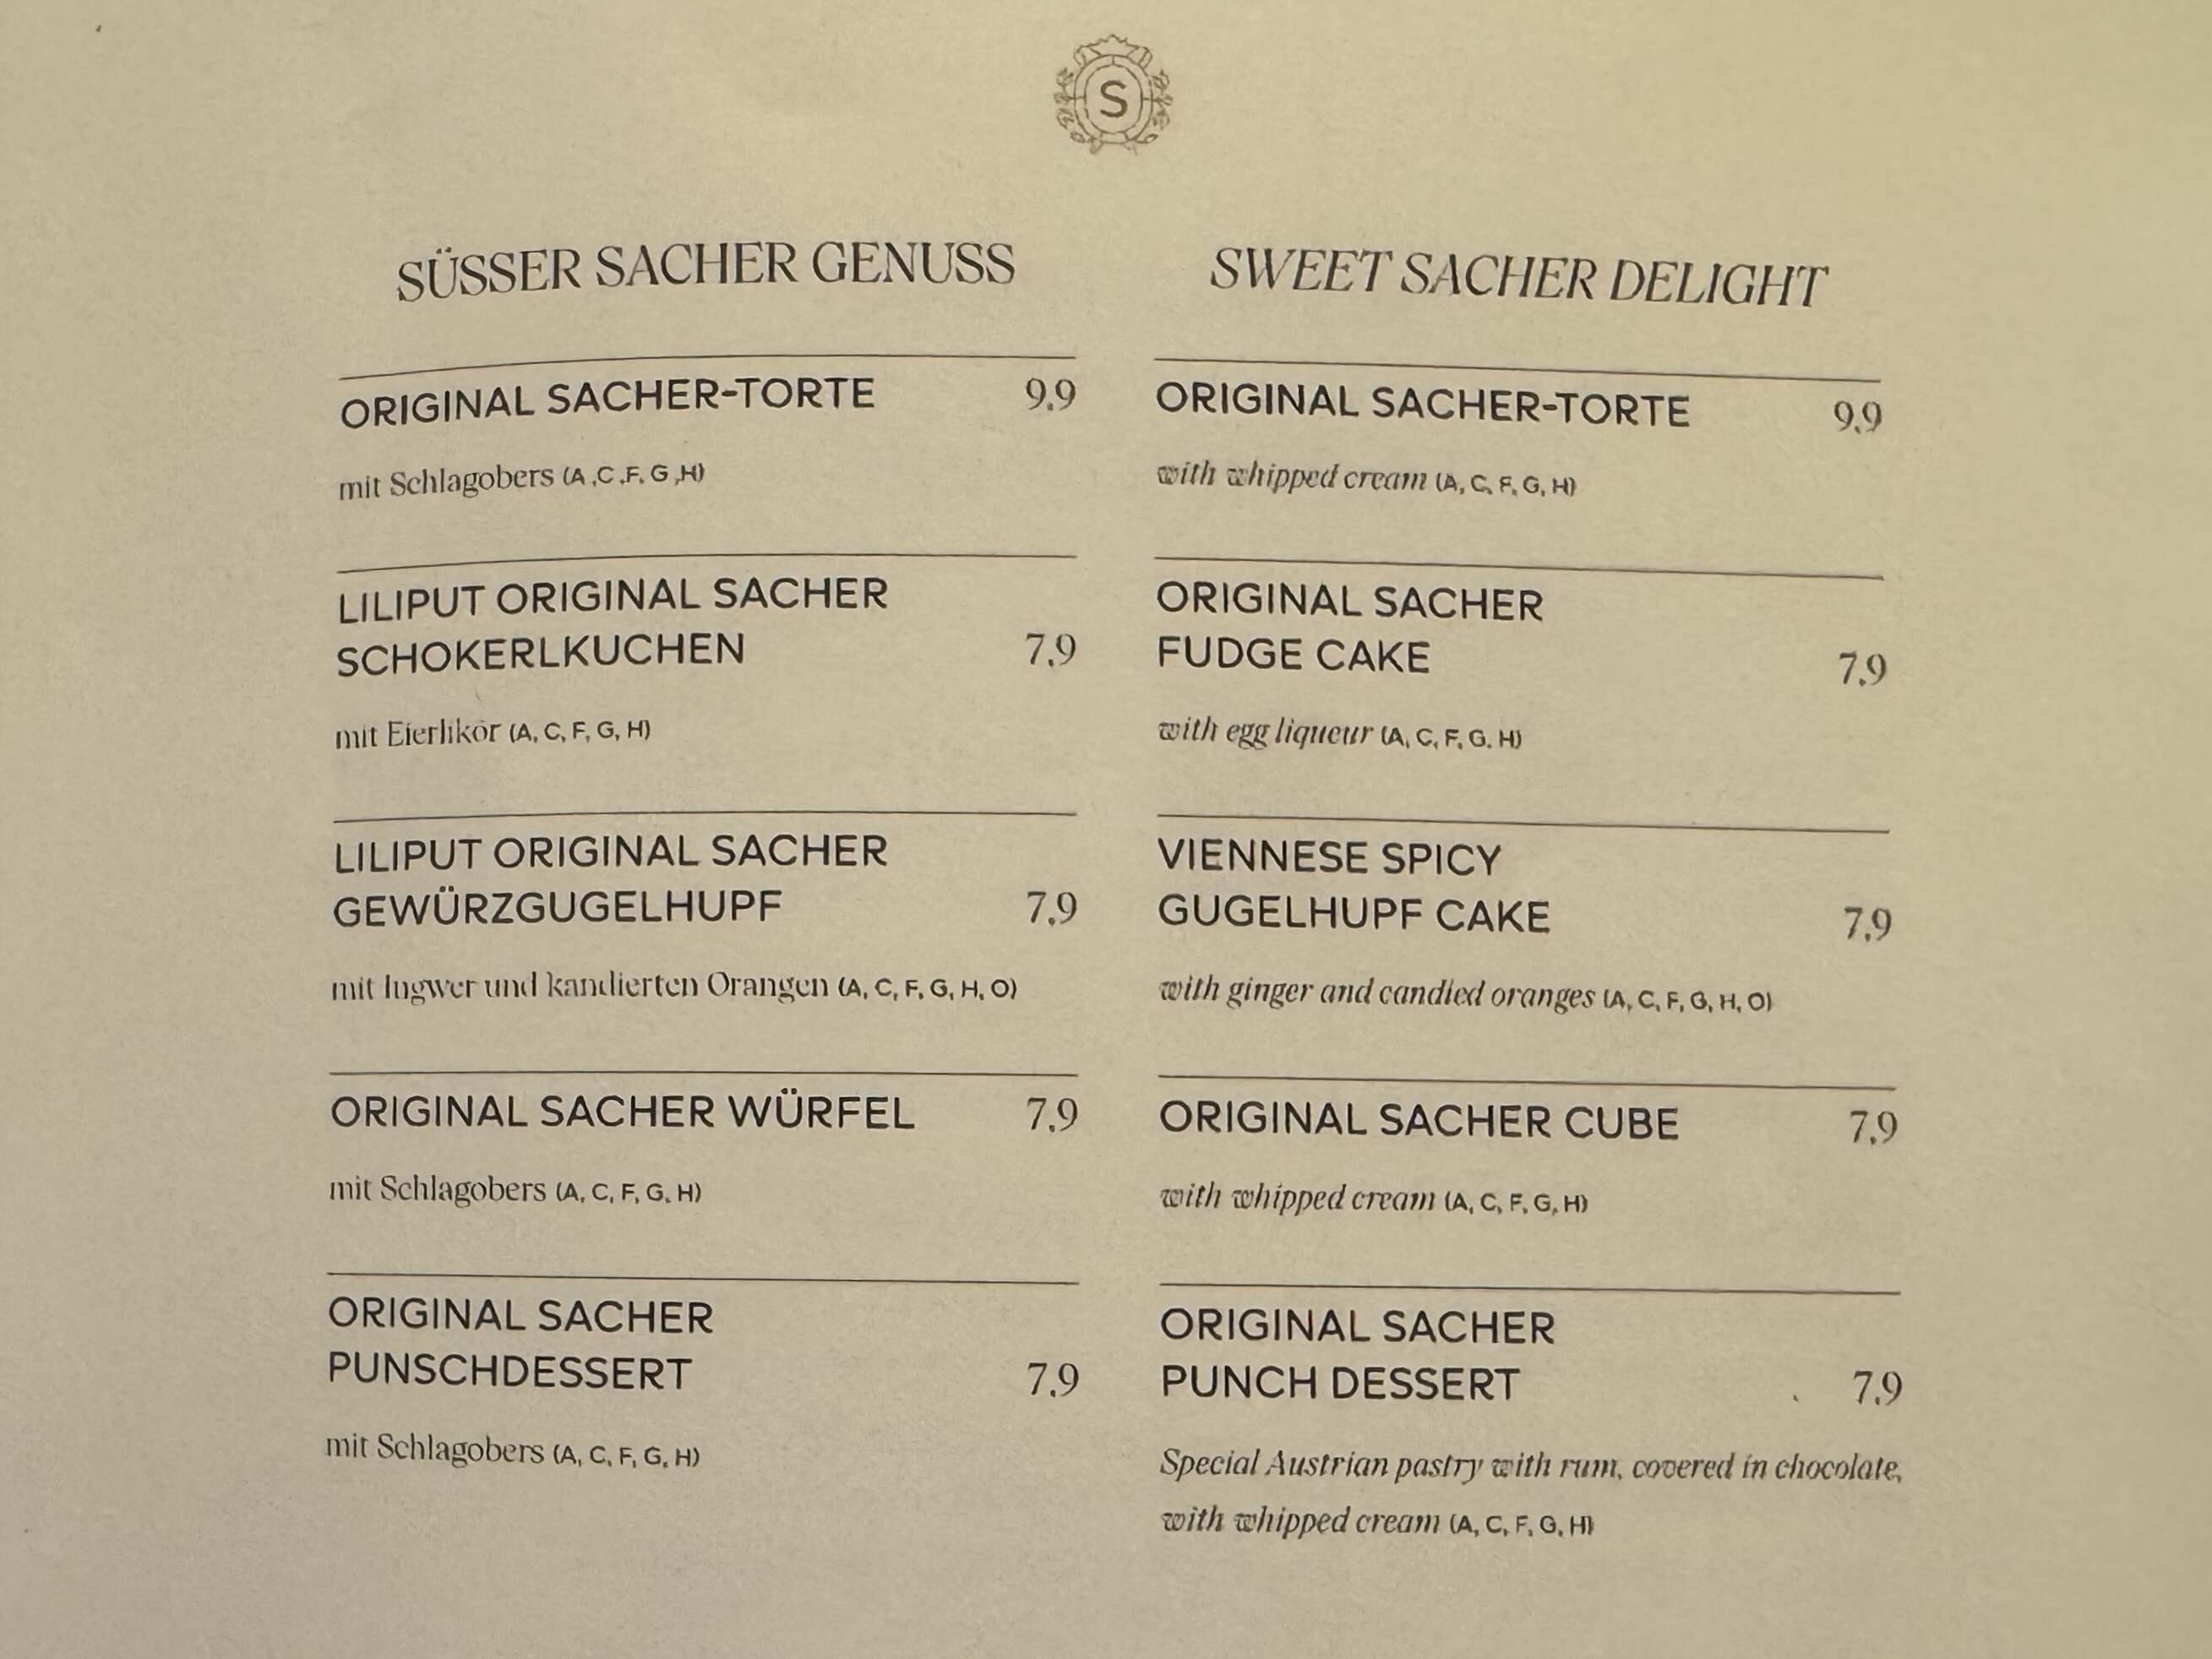 S
SÜSSER SACHER GENUSS
ORIGINAL SACHER-TORTE 9.9
mit Schlagobers (A ,C ,F, G ,H)
LILIPUT ORIGINAL SACHER
SCHOKERLKUCHEN 7.9
mit Eierlikör (A, C, F, G, H)
LILIPUT ORIGINAL SACHER
GEWÜRZGUGELHUPF 7.9
mit Ingwer und kandierten Orangen (A, C, F, G, H, O)
ORIGINAL SACHER WÜRFEL 7.9
mit Schlagobers (A, C, F, G, H)
ORIGINAL SACHER
PUNSCHDESSERT 7.9
mit Schlagobers (A, C, F, G, H)
SWEET SACHER DELIGHT
ORIGINAL SACHER-TORTE 9.9
with whipped cream (A, C, F, G, H)
ORIGINAL SACHER
FUDGE CAKE 7.9
with egg liqueur (A, C, F, G, H)
VIENNESE SPICY
GUGELHUPF CAKE 7.9
with ginger and candied oranges (A, C, F, G, H, O)
ORIGINAL SACHER CUBE 7.9
with whipped cream (A, C, F, G, H)
ORIGINAL SACHER
PUNCH DESSERT 7.9
Special Austrian pastry with rum, covered in chocolate,
with whipped cream (A, C, F, G, H)